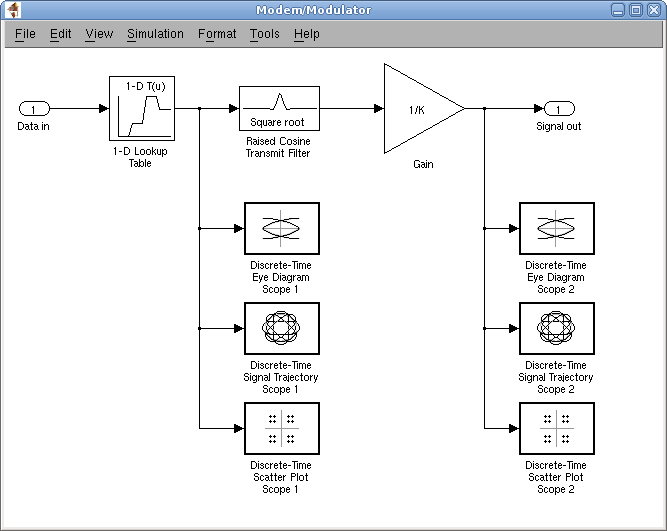 Modem/Modulator
File Edit View Simulation Format Tools Help
1
Data in
1-D T(u)
1-D Lookup
Table
Square root
Raised Cosine
Transmit Filter
1/K
Gain
1
Signal out
Discrete-Time
Eye Diagram
Scope 1
Discrete-Time
Eye Diagram
Scope 2
Discrete-Time
Signal Trajectory
Scope 1
Discrete-Time
Signal Trajectory
Scope 2
Discrete-Time
Scatter Plot
Scope 1
Discrete-Time
Scatter Plot
Scope 2